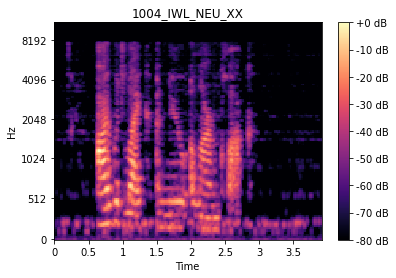 1004_IWL_NEU_XX
+0 dB
8192
-10 dB
4096
-20 dB
-30 dB
2048
Hz
-40 dB
1024
-50 dB
512
-60 dB
-70 dB
0
-80 dB
0 0.5 1 1.5 2 2.5 3 3.5
Time